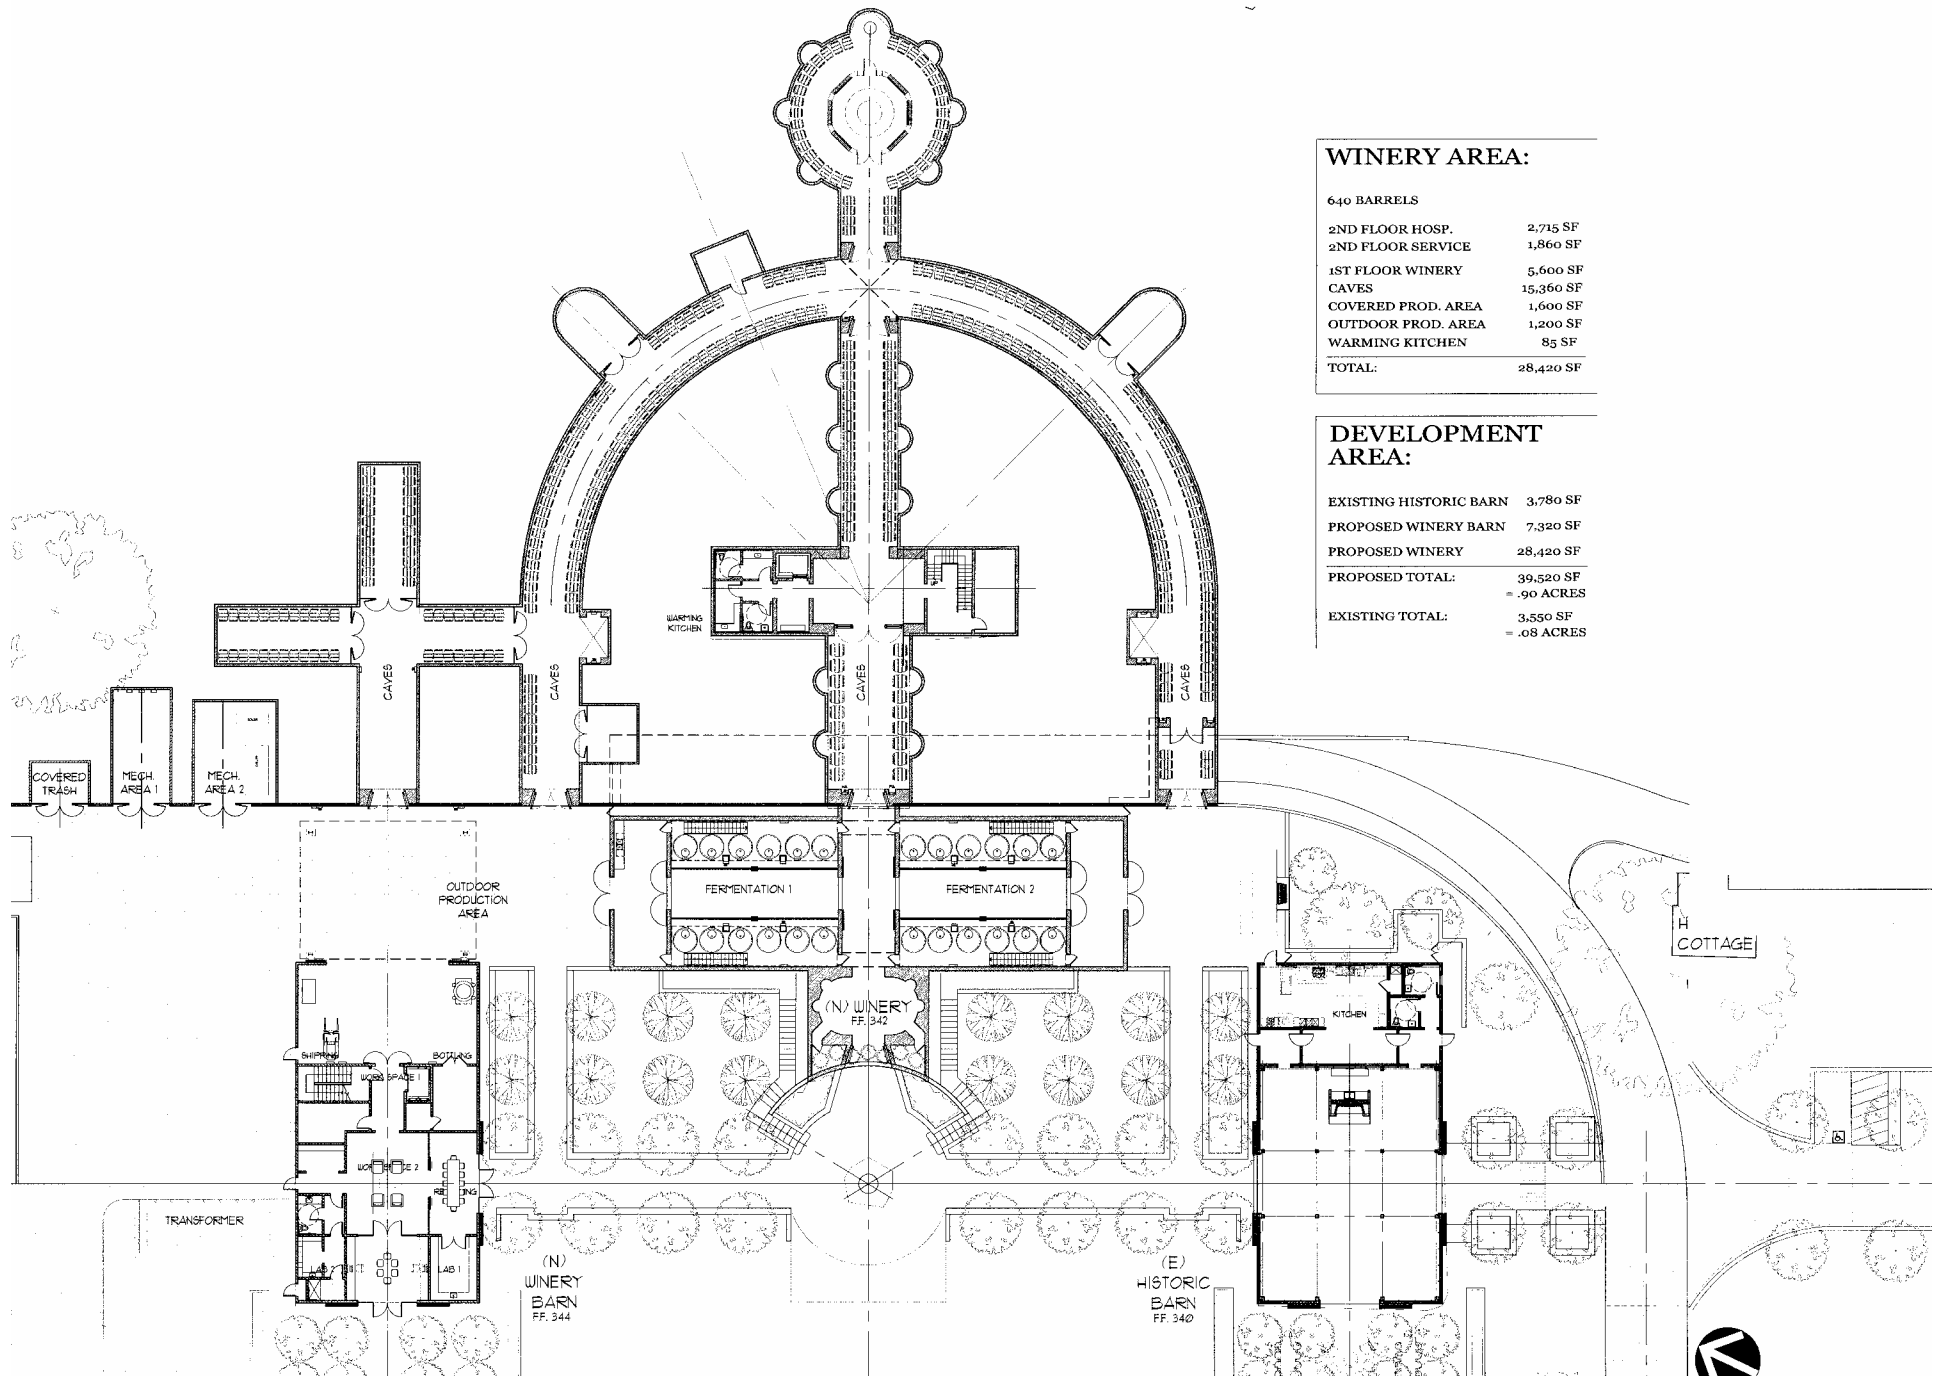 WINERY AREA:
640 BARRELS
2ND FLOOR HOSP. 2,715 SF
2ND FLOOR SERVICE 1,860 SF
1ST FLOOR WINERY 5,600 SF
CAVES 15,360 SF
COVERED PROD. AREA 1,600 SF
OUTDOOR PROD. AREA 1,200 SF
WARMING KITCHEN 85 SF
TOTAL: 28,420 SF
DEVELOPMENT
AREA:
EXISTING HISTORIC BARN 3,780 SF
PROPOSED WINERY BARN 7,320 SF
PROPOSED WINERY 28,420 SF
PROPOSED TOTAL: 39,520 SF
= .90 ACRES
EXISTING TOTAL: 3,550 SF
= .08 ACRES
WARMING
KITCHEN
UP
CAVES
CAVES
CAVES
CAVES
COVERED
TRASH
MECH.
AREA 1
MECH.
AREA 2
OUTDOOR
PRODUCTION
AREA
FERMENTATION 1
FERMENTATION 2
H
COTTAGE
(N) WINERY
F.F. 342
KITCHEN
SHIPPING
BOTTLING
WORK SPACE 1
TRANSFORMER
LAB 2
LAB 1
(N)
WINERY
BARN
F.F. 344
(E)
HISTORIC
BARN
F.F. 340